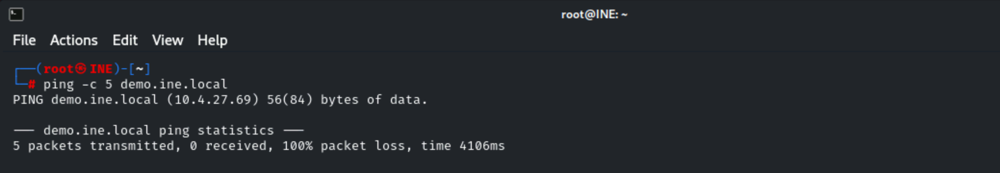 root@INE: ~
File Actions Edit View Help
┌──(root㉿INE)-[~]
└─# ping -c 5 demo.ine.local
PING demo.ine.local (10.4.27.69) 56(84) bytes of data.
--- demo.ine.local ping statistics ---
5 packets transmitted, 0 received, 100% packet loss, time 4106ms